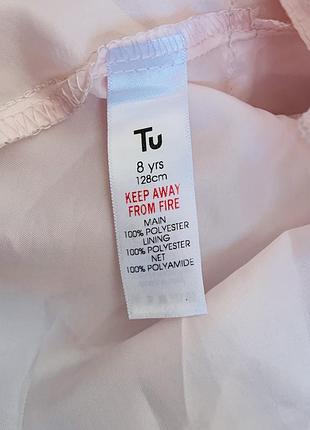 Tu
8 yrs
128cm
KEEP AWAY
FROM FIRE
MAIN
100% POLYESTER
LINING
100% POLYESTER
NET
100% POLYAMIDE